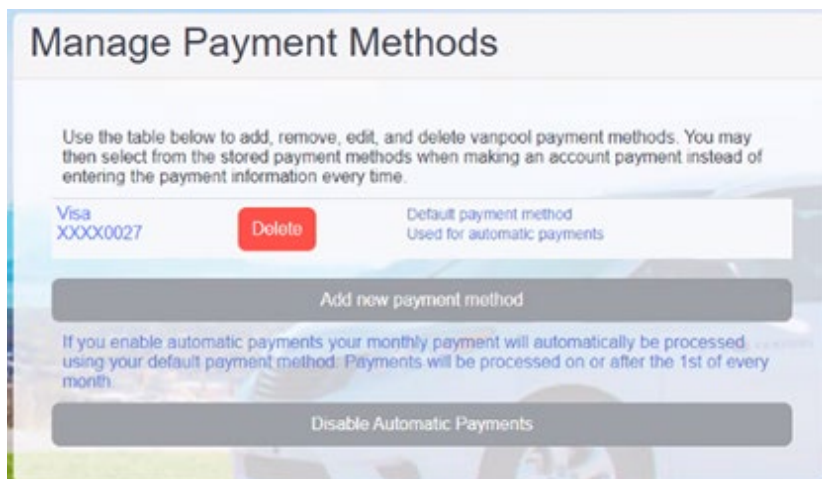 Manage Payment Methods
Use the table below to add, remove, edit, and delete vanpool payment methods. You may
then select from the stored payment methods when making an account payment instead of
entering the payment information every time.
Visa
XXXX0027
Delete
Default payment method
Used for automatic payments
Add new payment method
If you enable automatic payments your monthly payment will automatically be processed
using your default payment method. Payments will be processed on or after the 1st of every
month.
Disable Automatic Payments